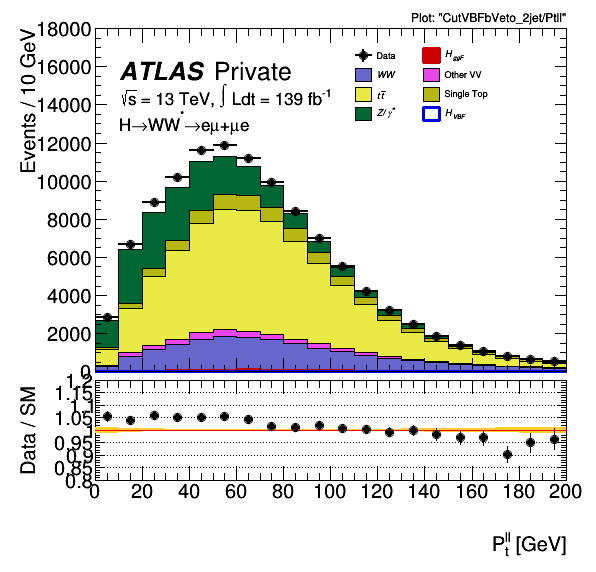 Plot: "CutVBFbVeto_2jet/Ptll"
Events / 10 GeV
18000
16000
14000
12000
10000
8000
6000
4000
2000
0
ATLAS Private
√s = 13 TeV, ∫ Ldt = 139 fb⁻¹
H→WW*→eμ+μe
Data
WW
tt̅
Z/γ*
H ggF
Other VV
Single Top
H VBF
Data / SM
1.2
1.15
1.1
1.05
1
0.95
0.9
0.85
0.8
0 20 40 60 80 100 120 140 160 180 200
P_t^ll [GeV]